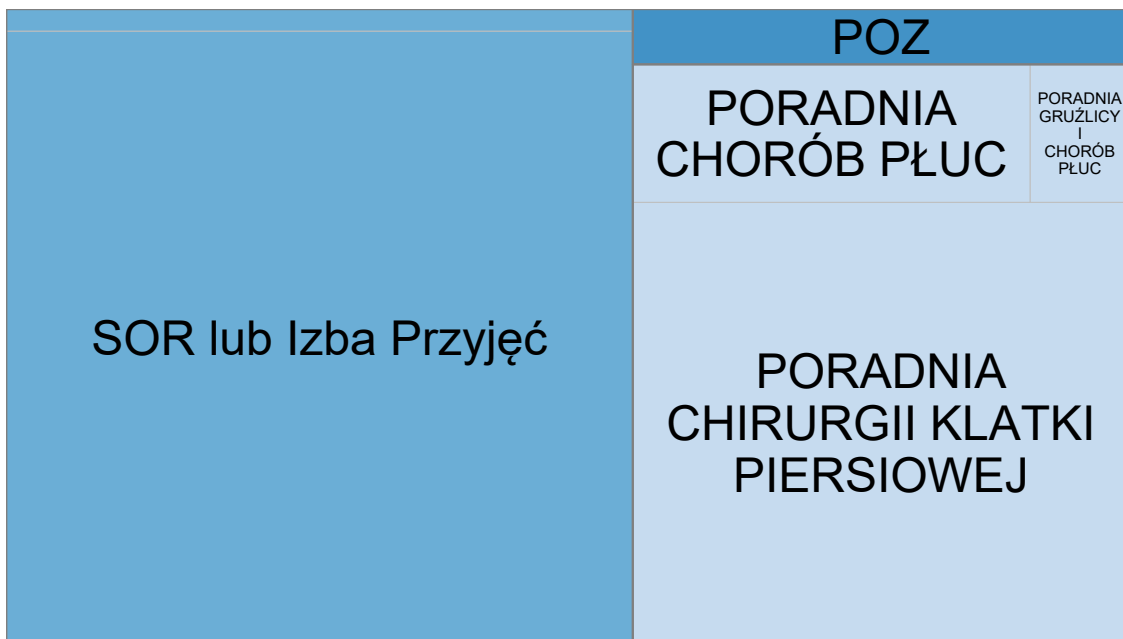 POZ
PORADNIA
CHORÓB PŁUC
PORADNIA
GRUŹLICY
I
CHORÓB
PŁUC
SOR lub Izba Przyjęć
PORADNIA
CHIRURGII KLATKI
PIERSIOWEJ